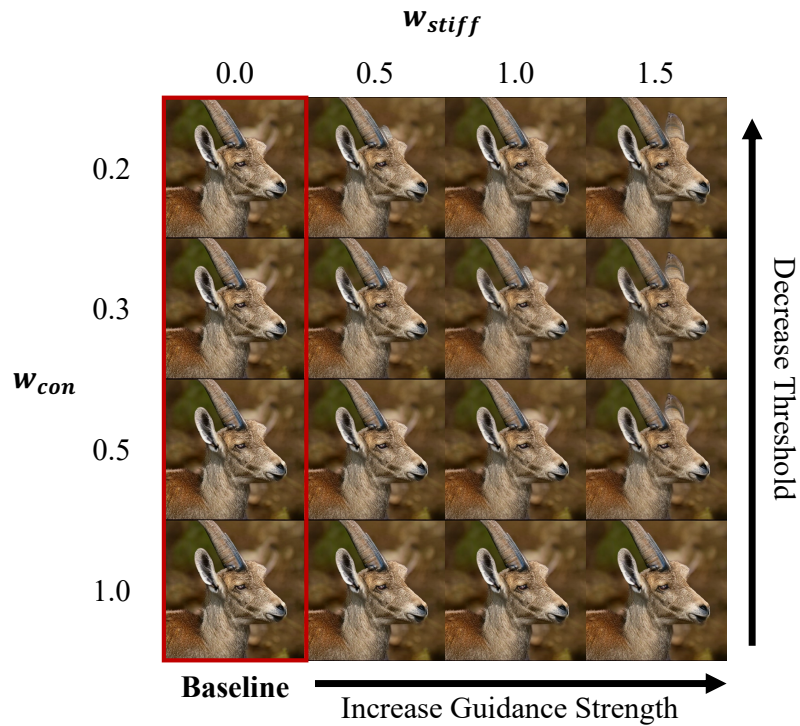 w_stiff
0.0 0.5 1.0 1.5
0.2
0.3
w_con
0.5
1.0
Decrease Threshold
Baseline
Increase Guidance Strength